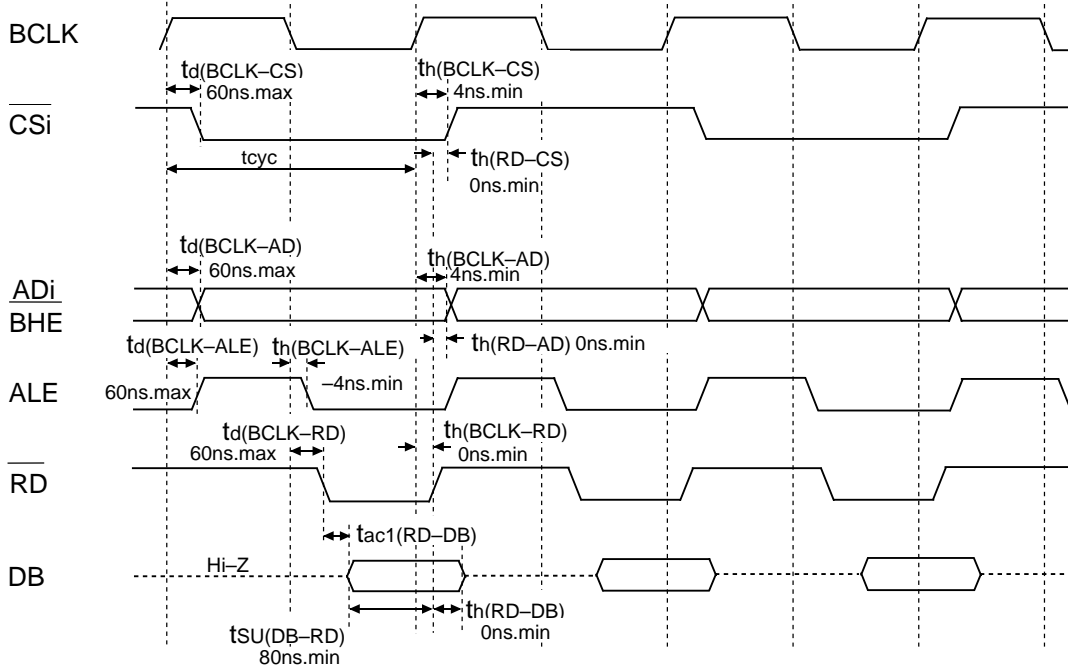 BCLK
td(BCLK–CS)
60ns.max
th(BCLK–CS)
4ns.min
CSi
tcyc
th(RD–CS)
0ns.min
td(BCLK–AD)
60ns.max
th(BCLK–AD)
4ns.min
ADi
BHE
th(RD–AD) 0ns.min
td(BCLK–ALE)
60ns.max
th(BCLK–ALE)
–4ns.min
ALE
td(BCLK–RD)
60ns.max
th(BCLK–RD)
0ns.min
RD
tac1(RD–DB)
Hi–Z
DB
th(RD–DB)
0ns.min
tSU(DB–RD)
80ns.min